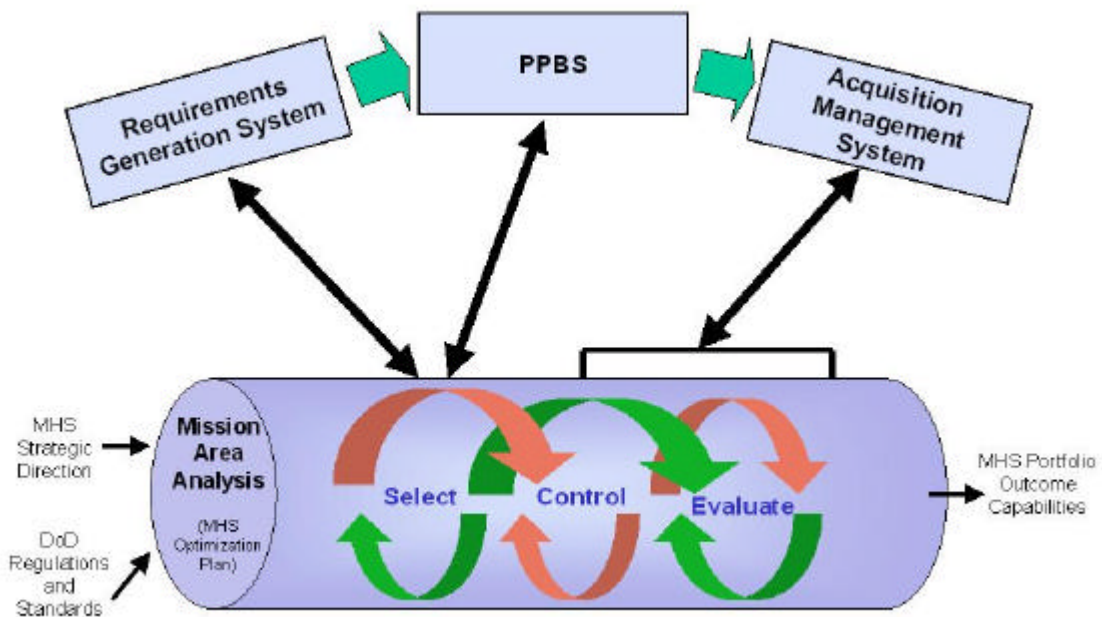 Requirements
Generation System
PPBS
Acquisition
Management
System
MHS
Strategic
Direction
DoD
Regulations
and
Standards
Mission
Area
Analysis
(MHS
Optimization
Plan)
Select
Control
Evaluate
MHS Portfolio
Outcome
Capabilities